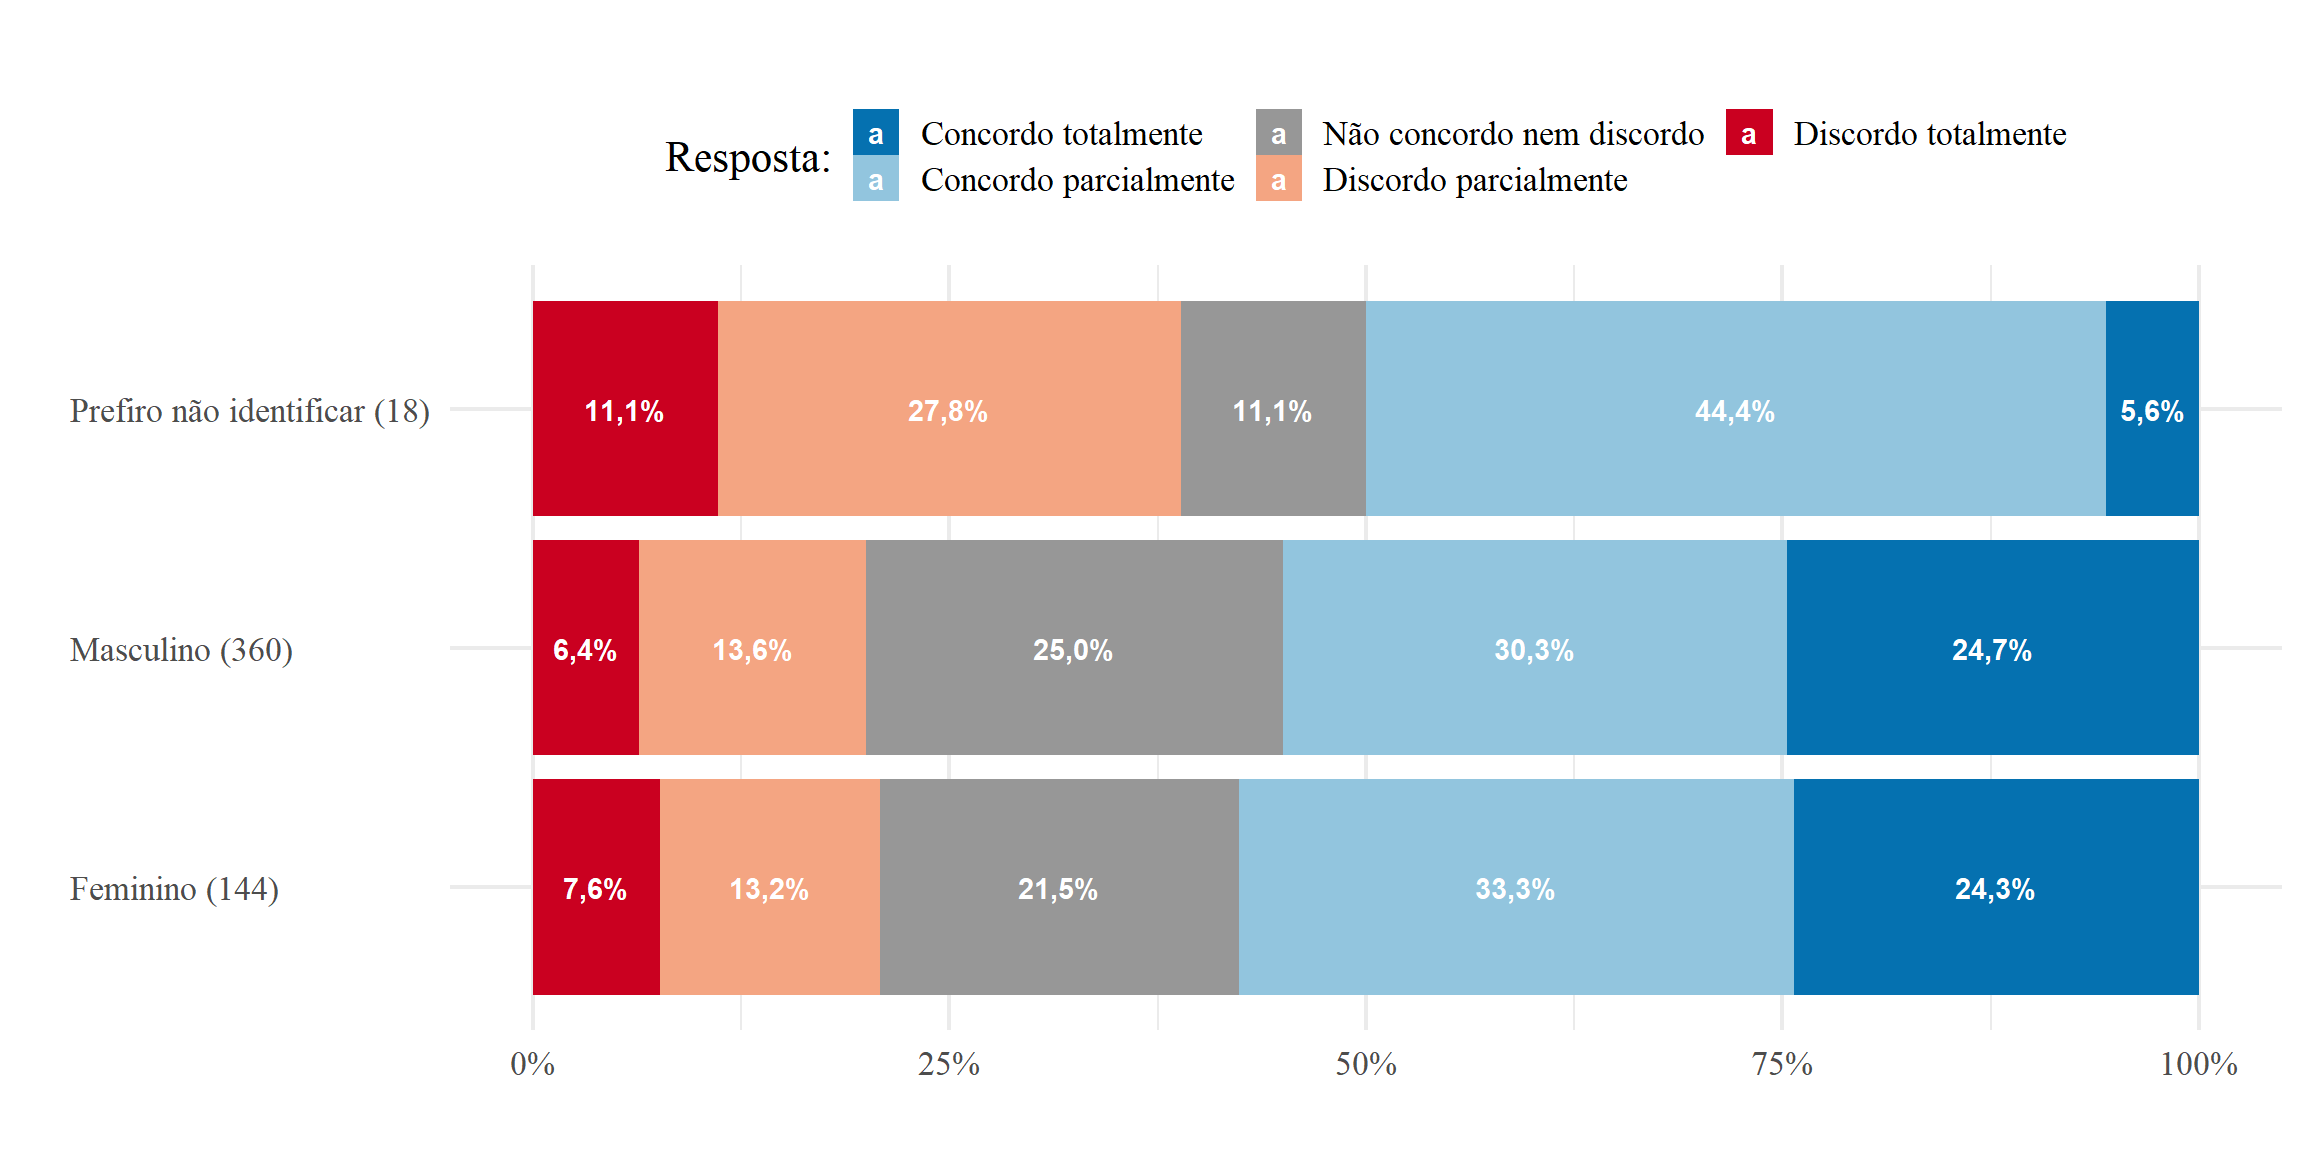 Resposta:
a Concordo totalmente a Não concordo nem discordo a Discordo totalmente
a Concordo parcialmente a Discordo parcialmente
Prefiro não identificar (18) 11,1% 27,8% 11,1% 44,4% 5,6%
Masculino (360) 6,4% 13,6% 25,0% 30,3% 24,7%
Feminino (144) 7,6% 13,2% 21,5% 33,3% 24,3%
0% 25% 50% 75% 100%